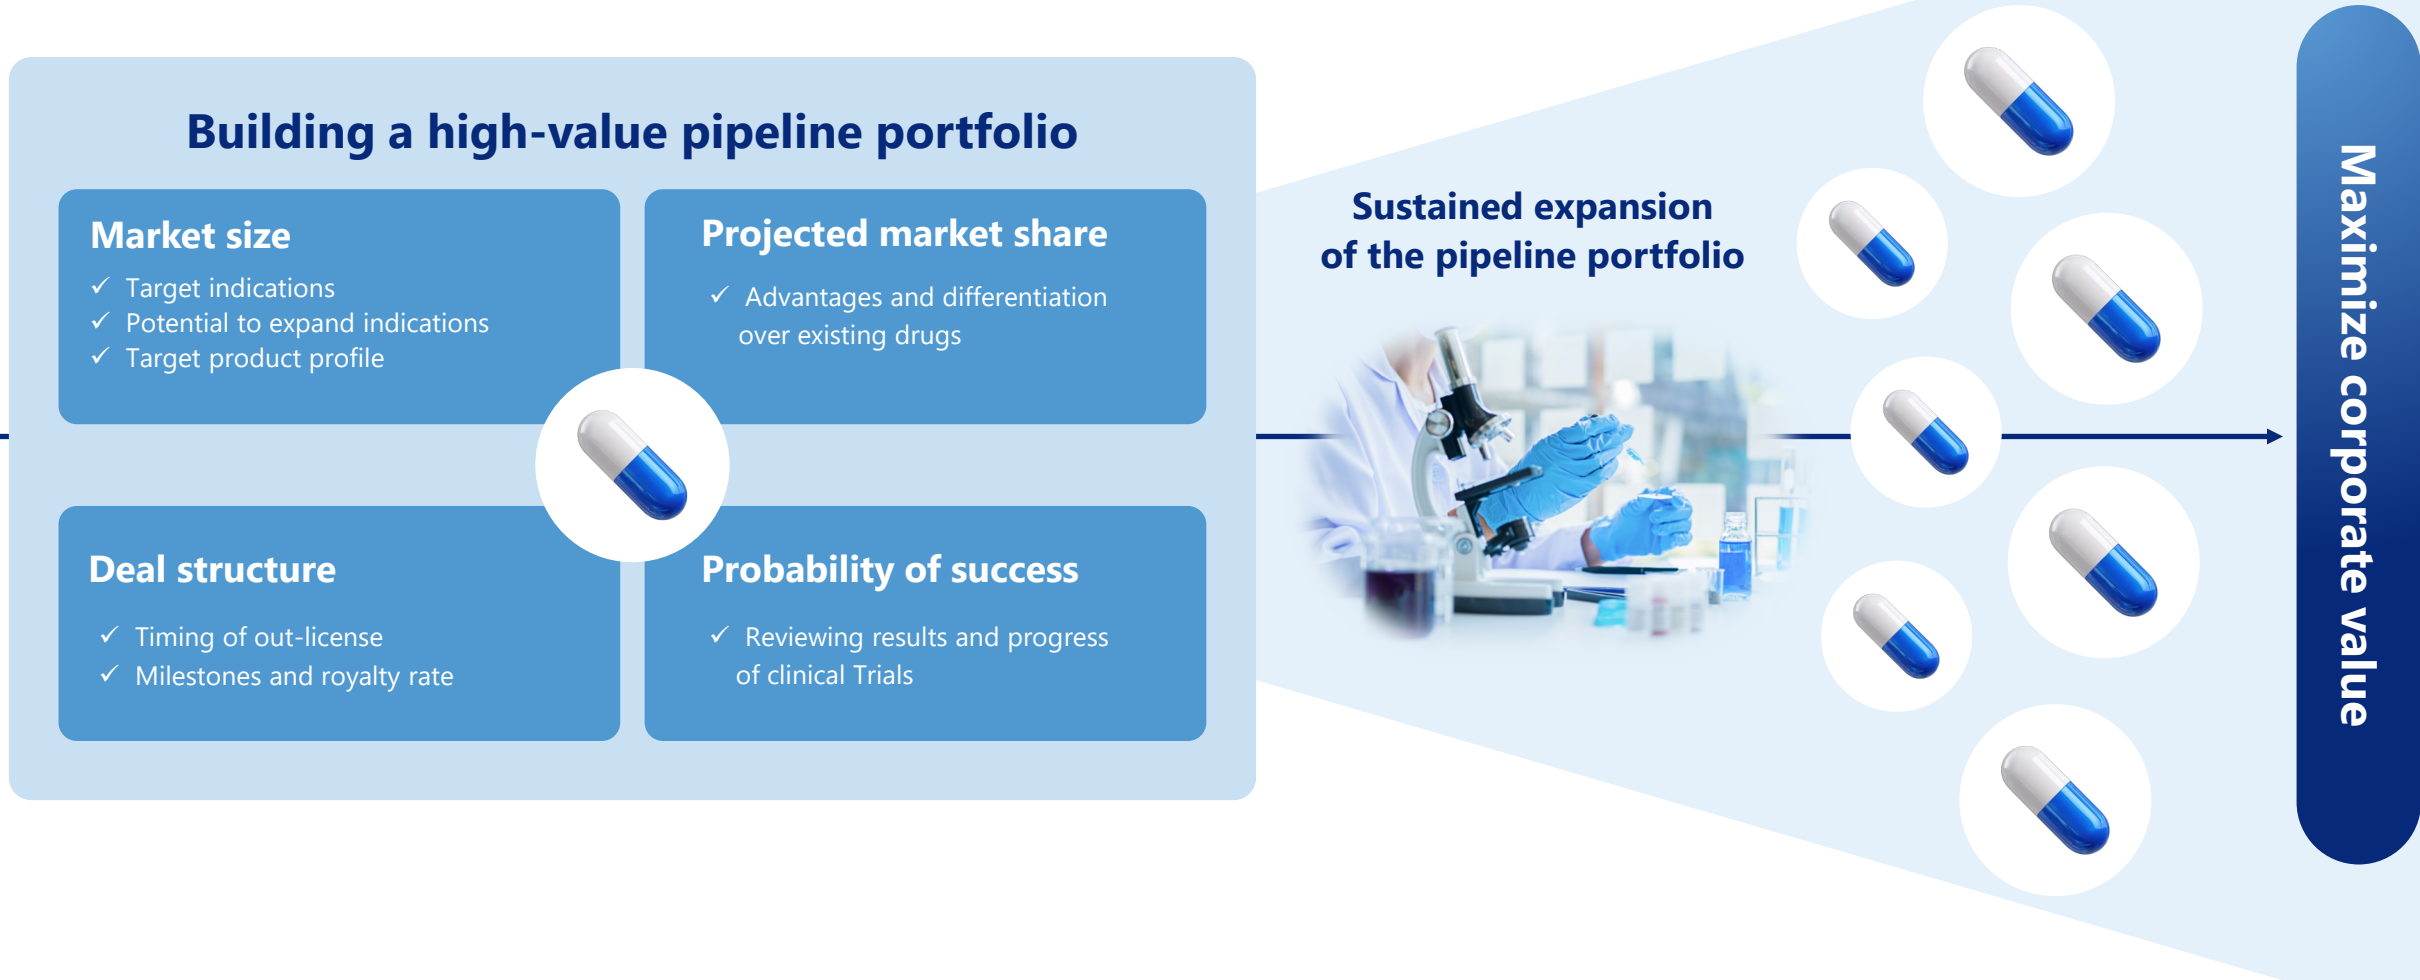 Building a high-value pipeline portfolio
Market size
✓ Target indications
✓ Potential to expand indications
✓ Target product profile
Projected market share
✓ Advantages and differentiation
over existing drugs
Deal structure
✓ Timing of out-license
✓ Milestones and royalty rate
Probability of success
✓ Reviewing results and progress
of clinical Trials
Sustained expansion
of the pipeline portfolio
Maximize corporate value